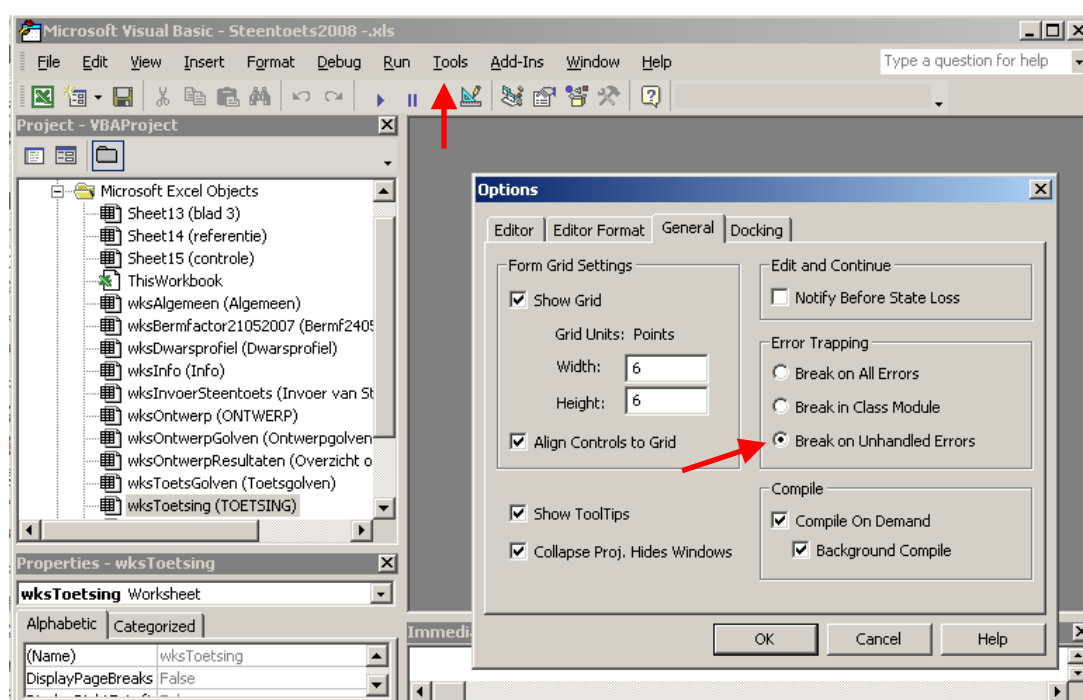 Microsoft Visual Basic - Steentoets2008 -.xls
File Edit View Insert Format Debug Run Tools Add-Ins Window Help
Type a question for help
Project - VBAProject
Microsoft Excel Objects
Sheet13 (blad 3)
Sheet14 (referentie)
Sheet15 (controle)
ThisWorkbook
wksAlgemeen (Algemeen)
wksBermfactor21052007 (Bermf2405
wksDwarsprofiel (Dwarsprofiel)
wksInfo (Info)
wksInvoerSteentoets (Invoer van St
wksOntwerp (ONTWERP)
wksOntwerpGolven (Ontwerpgolven
wksOntwerpResultaten (Overzicht o
wksToetsGolven (Toetsgolven)
wksToetsing (TOETSING)
Properties - wksToetsing
wksToetsing Worksheet
Alphabetic Categorized
(Name) wksToetsing
DisplayPageBreaks False
Immedi
Options
Editor Editor Format General Docking
Form Grid Settings
Show Grid
Grid Units: Points
Width: 6
Height: 6
Align Controls to Grid
Show ToolTips
Collapse Proj. Hides Windows
Edit and Continue
Notify Before State Loss
Error Trapping
Break on All Errors
Break in Class Module
Break on Unhandled Errors
Compile
Compile On Demand
Background Compile
OK Cancel Help